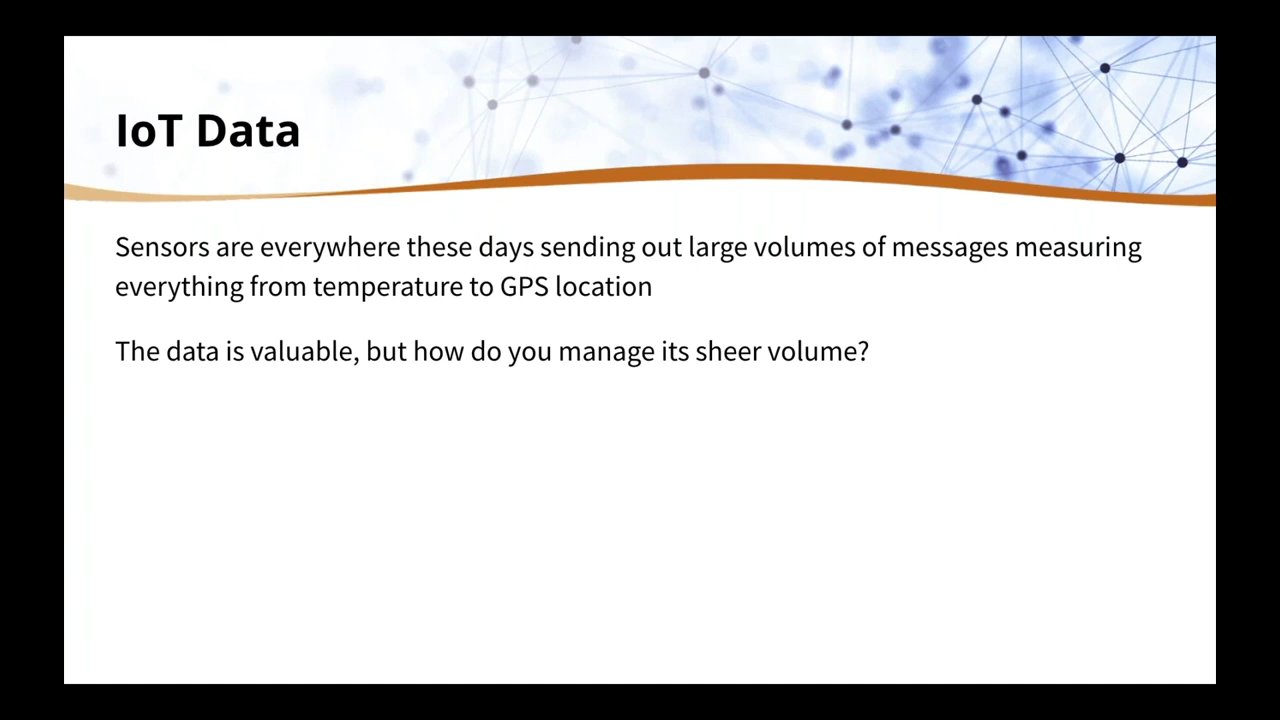 IoT Data
Sensors are everywhere these days sending out large volumes of messages measuring
everything from temperature to GPS location
The data is valuable, but how do you manage its sheer volume?